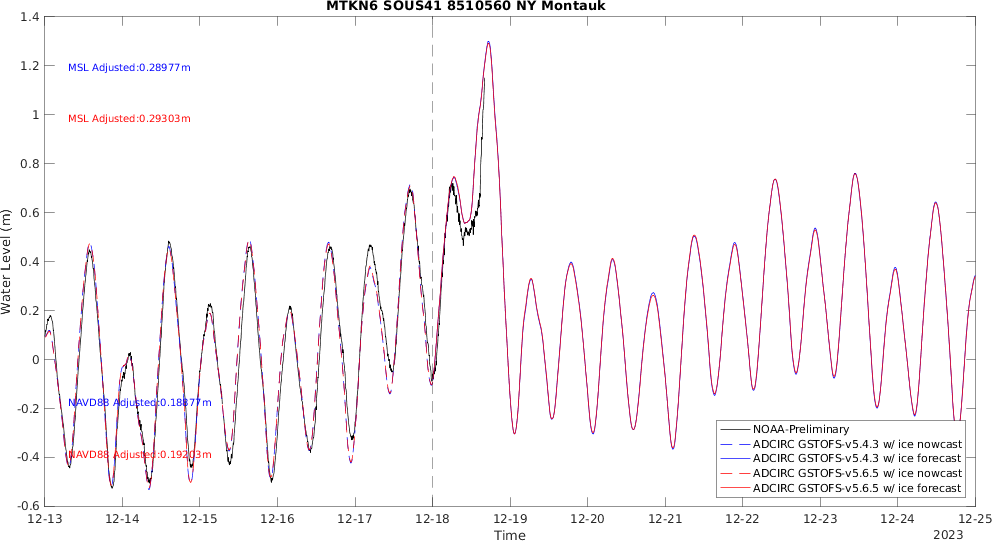 MTKN6 SOUS41 8510560 NY Montauk
1.4
1.2
1
0.8
0.6
0.4
0.2
0
-0.2
-0.4
-0.6
Water Level (m)
MSL Adjusted:0.28977m
MSL Adjusted:0.29303m
NAVD88 Adjusted:0.18877m
NAVD88 Adjusted:0.19203m
NOAA-Preliminary
ADCIRC GSTOFS-v5.4.3 w/ ice nowcast
ADCIRC GSTOFS-v5.4.3 w/ ice forecast
ADCIRC GSTOFS-v5.6.5 w/ ice nowcast
ADCIRC GSTOFS-v5.6.5 w/ ice forecast
12-13 12-14 12-15 12-16 12-17 12-18 12-19 12-20 12-21 12-22 12-23 12-24 12-25
Time
2023